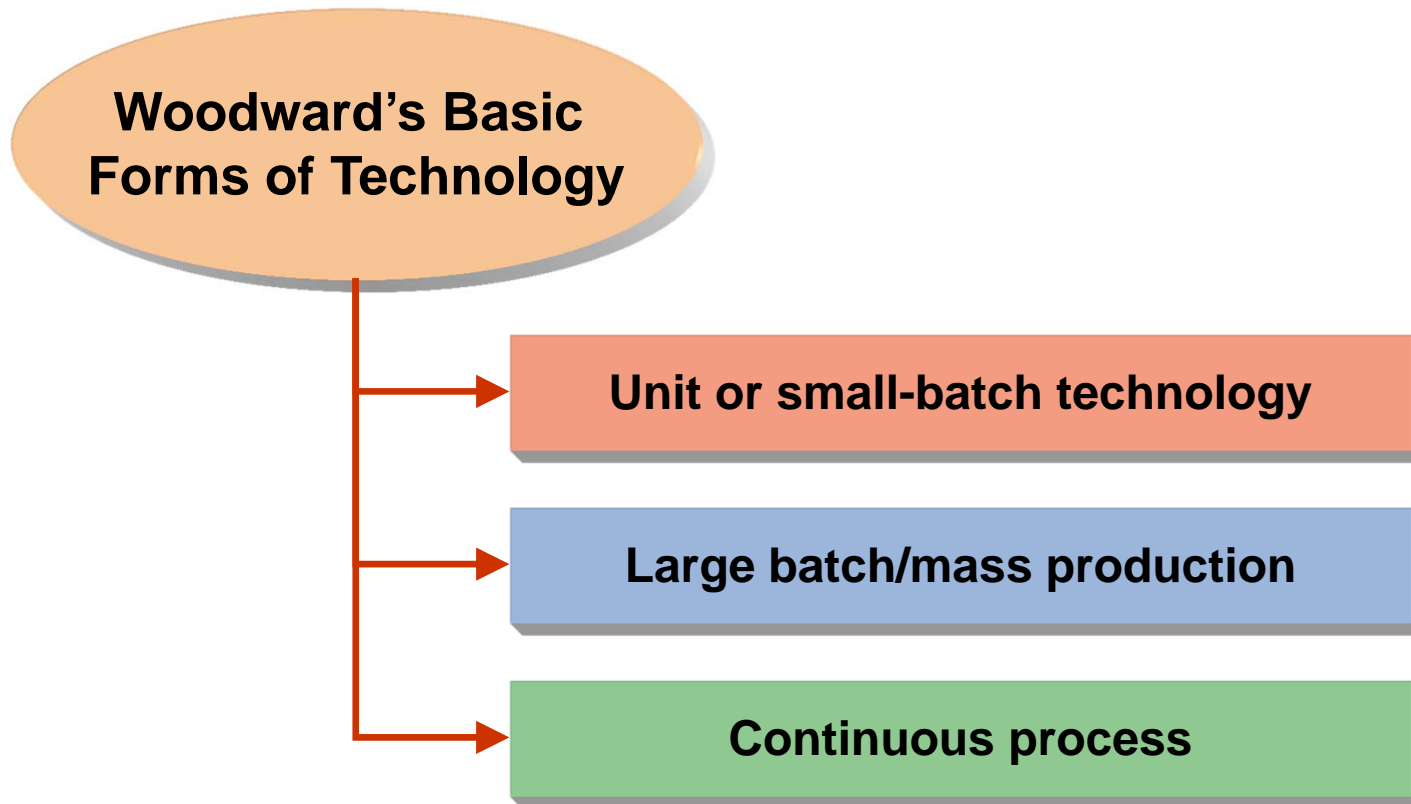 Woodward’s Basic
Forms of Technology
Unit or small-batch technology
Large batch/mass production
Continuous process